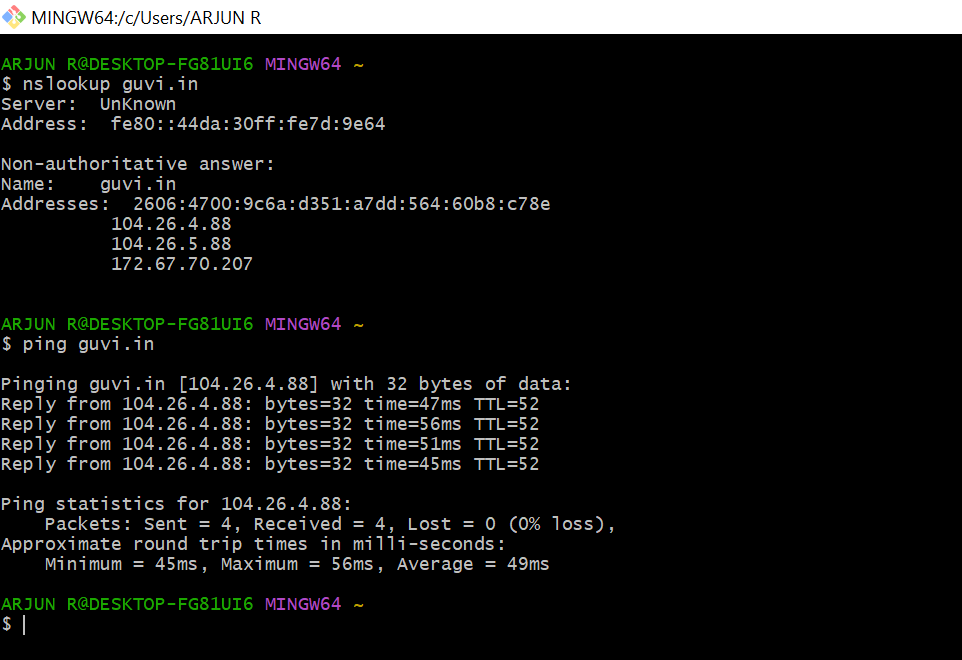 MINGW64:/c/Users/ARJUN R
ARJUN R@DESKTOP-FG81UI6 MINGW64 ~
$ nslookup guvi.in
Server:  UnKnown
Address:  fe80::44da:30ff:fe7d:9e64
Non-authoritative answer:
Name:    guvi.in
Addresses:  2606:4700:9c6a:d351:a7dd:564:60b8:c78e
104.26.4.88
104.26.5.88
172.67.70.207
ARJUN R@DESKTOP-FG81UI6 MINGW64 ~
$ ping guvi.in
Pinging guvi.in [104.26.4.88] with 32 bytes of data:
Reply from 104.26.4.88: bytes=32 time=47ms TTL=52
Reply from 104.26.4.88: bytes=32 time=56ms TTL=52
Reply from 104.26.4.88: bytes=32 time=51ms TTL=52
Reply from 104.26.4.88: bytes=32 time=45ms TTL=52
Ping statistics for 104.26.4.88:
Packets: Sent = 4, Received = 4, Lost = 0 (0% loss),
Approximate round trip times in milli-seconds:
Minimum = 45ms, Maximum = 56ms, Average = 49ms
ARJUN R@DESKTOP-FG81UI6 MINGW64 ~
$